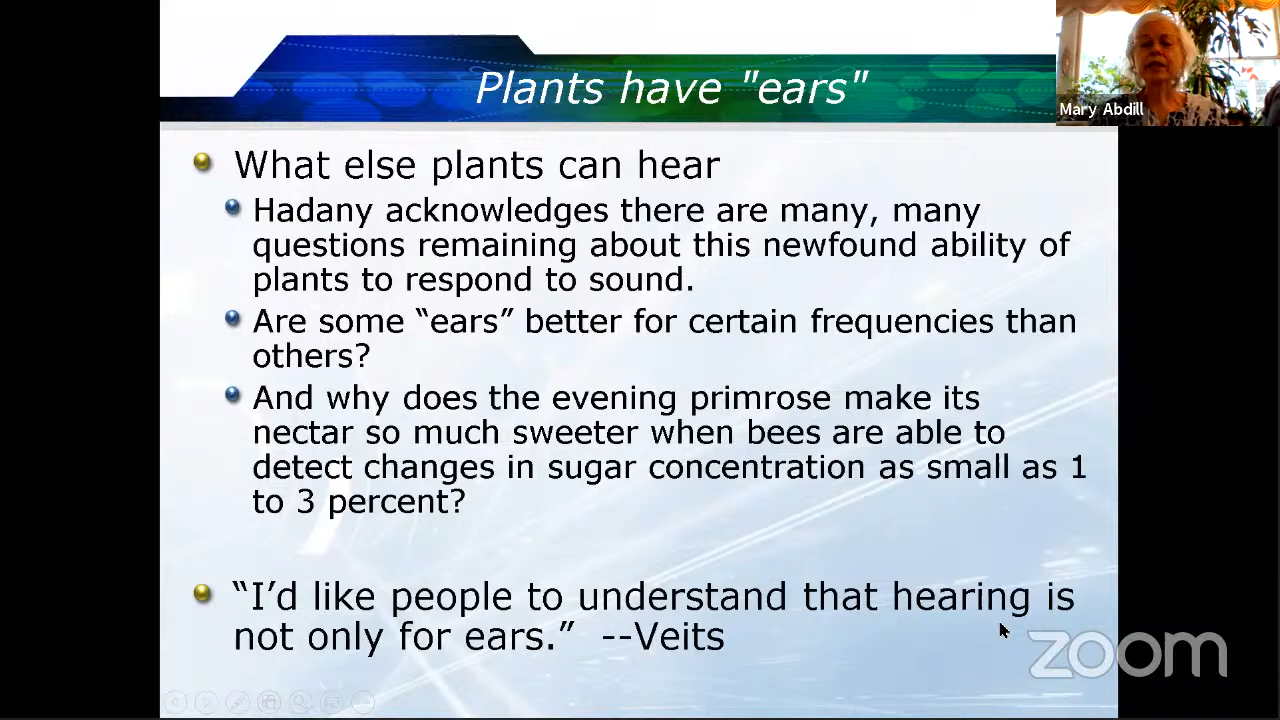 Plants have "ears"
Mary Abdill
What else plants can hear
Hadany acknowledges there are many, many
questions remaining about this newfound ability of
plants to respond to sound.
Are some “ears” better for certain frequencies than
others?
And why does the evening primrose make its
nectar so much sweeter when bees are able to
detect changes in sugar concentration as small as 1
to 3 percent?
“I’d like people to understand that hearing is
not only for ears.”  --Veits
zoom